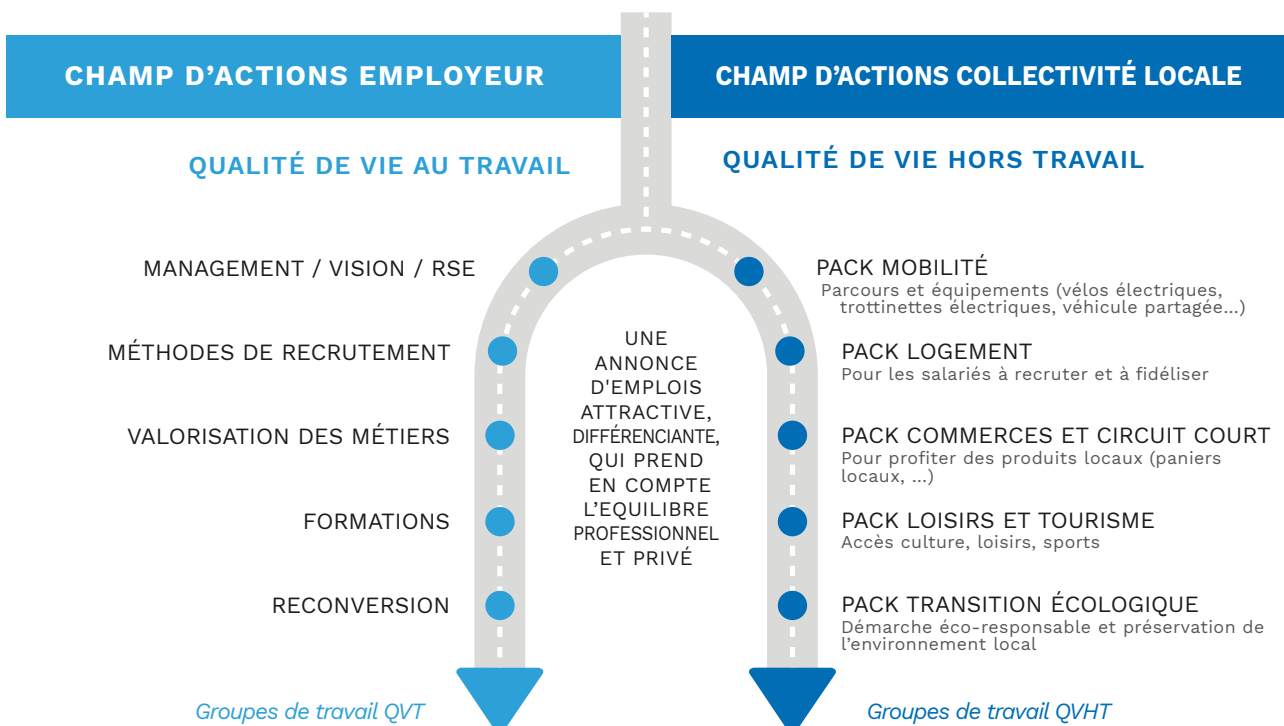 CHAMP D’ACTIONS EMPLOYEUR
QUALITÉ DE VIE AU TRAVAIL
MANAGEMENT / VISION / RSE
MÉTHODES DE RECRUTEMENT
VALORISATION DES MÉTIERS
FORMATIONS
RECONVERSION
Groupes de travail QVT
UNE
ANNONCE
D'EMPLOIS
ATTRACTIVE,
DIFFÉRENCIANTE,
QUI PREND
EN COMPTE
L’EQUILIBRE
PROFESSIONNEL
ET PRIVÉ
CHAMP D’ACTIONS COLLECTIVITÉ LOCALE
QUALITÉ DE VIE HORS TRAVAIL
PACK MOBILITÉ
Parcours et équipements (vélos électriques,
trottinettes électriques, véhicule partagée…)
PACK LOGEMENT
Pour les salariés à recruter et à fidéliser
PACK COMMERCES ET CIRCUIT COURT
Pour profiter des produits locaux (paniers
locaux, …)
PACK LOISIRS ET TOURISME
Accès culture, loisirs, sports
PACK TRANSITION ÉCOLOGIQUE
Démarche éco-responsable et préservation de
l’environnement local
Groupes de travail QVHT